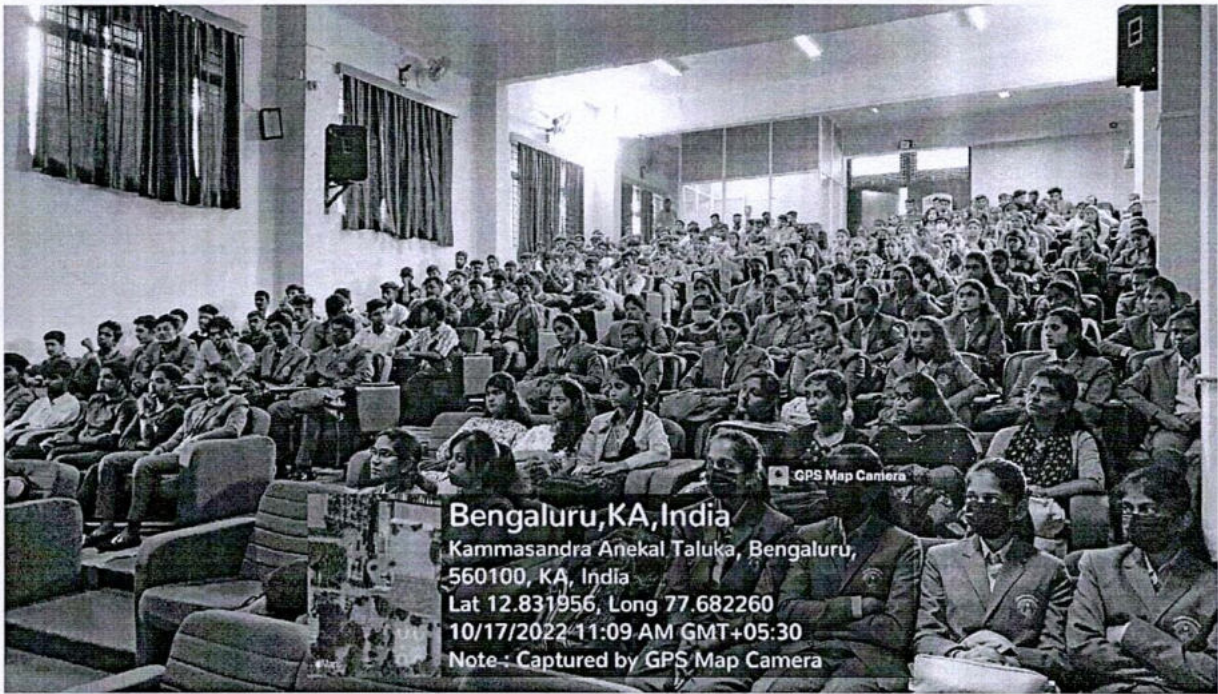 GPS Map Camera
Bengaluru,KA,India
Kammasandra Anekal Taluka, Bengaluru,
560100, KA, India
Lat 12.831956, Long 77.682260
10/17/2022 11:09 AM GMT+05:30
Note : Captured by GPS Map Camera